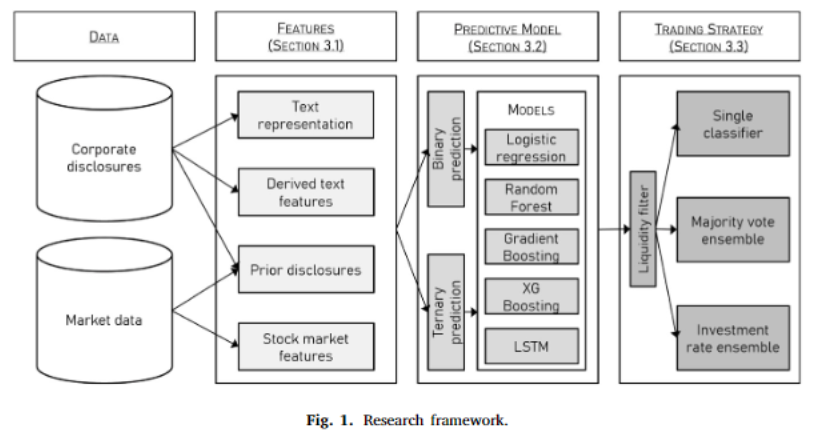 DATA
FEATURES
(SECTION 3.1)
PREDICTIVE MODEL
(SECTION 3.2)
TRADING STRATEGY
(SECTION 3.3)
Corporate
disclosures
Market data
Text
representation
Derived text
features
Prior disclosures
Stock market
features
Binary
prediction
Ternary
prediction
MODELS
Logistic
regression
Random
Forest
Gradient
Boosting
XG
Boosting
LSTM
Liquidity filter
Single
classifier
Majority vote
ensemble
Investment
rate ensemble
Fig. 1. Research framework.